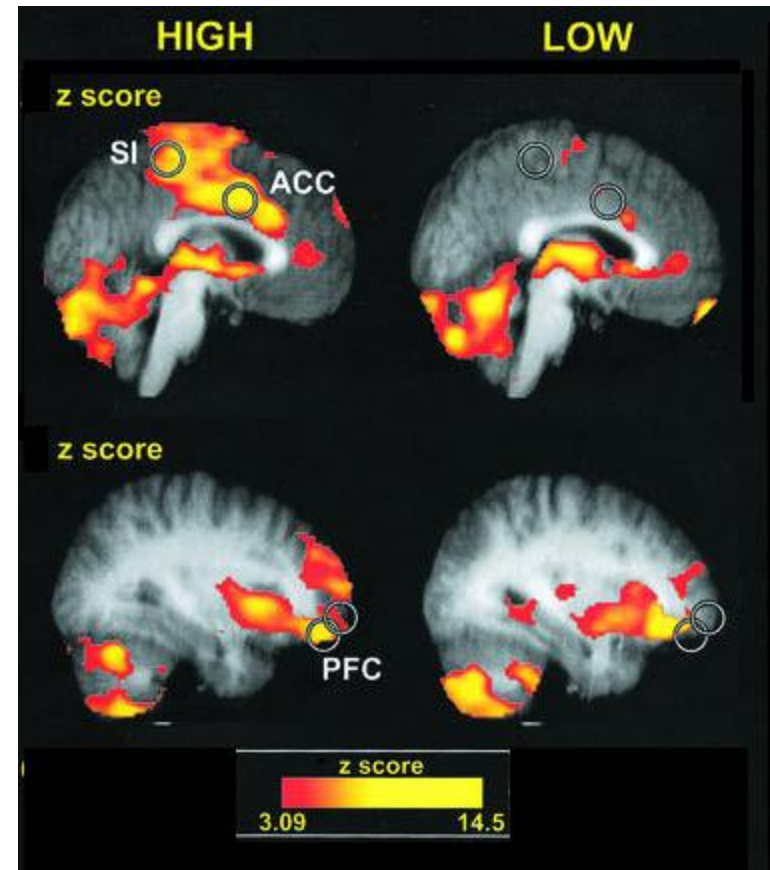 HIGH LOW
z score
SI
ACC
z score
PFC
z score
3.09 14.5